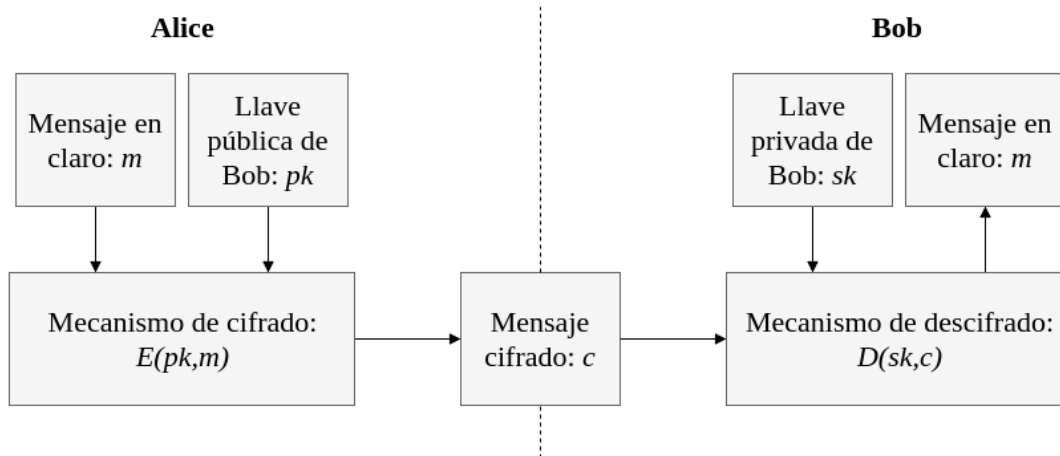 Alice
Bob
Mensaje en
claro: m
Llave
pública de
Bob: pk
Llave
privada de
Bob: sk
Mensaje en
claro: m
Mecanismo de cifrado:
E(pk,m)
Mensaje
cifrado: c
Mecanismo de descifrado:
D(sk,c)